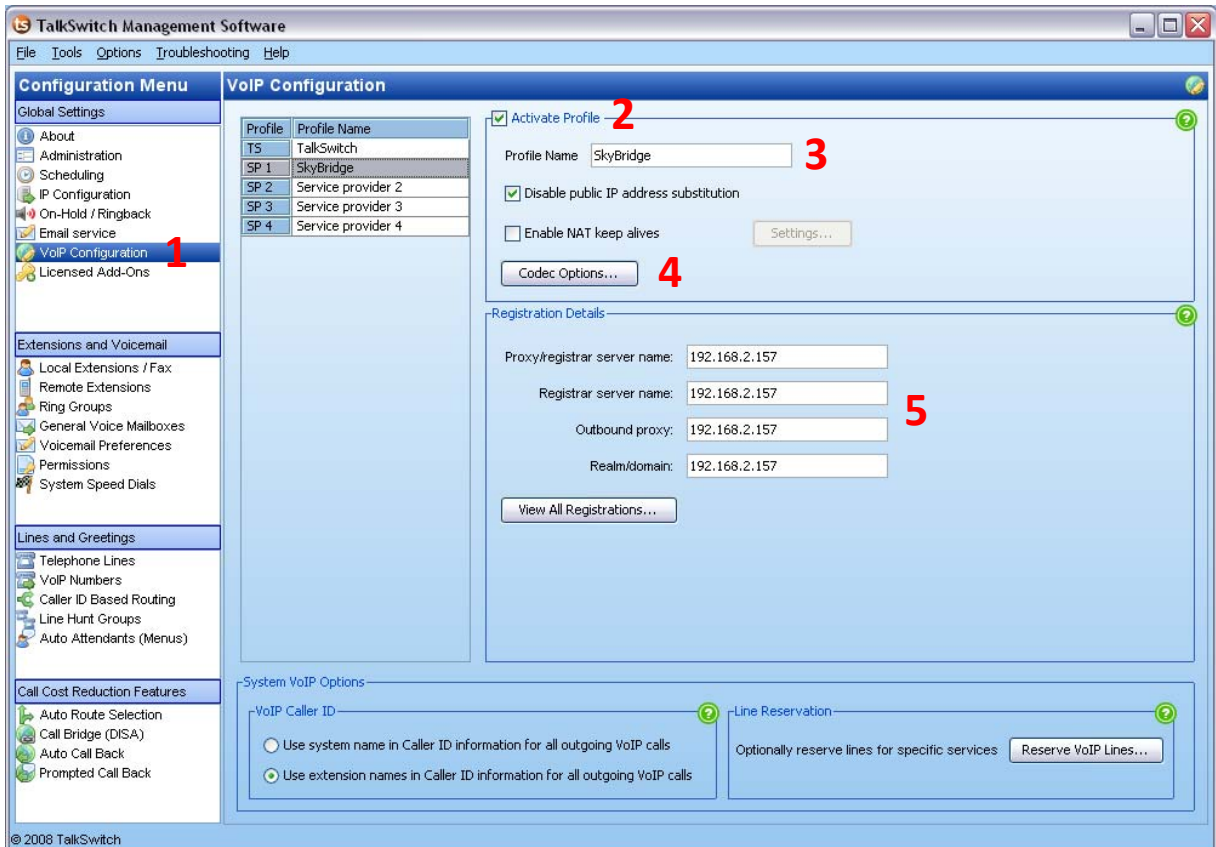 TalkSwitch Management Software
File Tools Options Troubleshooting Help
Configuration Menu
Global Settings
About
Administration
Scheduling
IP Configuration
On-Hold / Ringback
Email service
VoIP Configuration 1
Licensed Add-Ons
Extensions and Voicemail
Local Extensions / Fax
Remote Extensions
Ring Groups
General Voice Mailboxes
Voicemail Preferences
Permissions
System Speed Dials
Lines and Greetings
Telephone Lines
VoIP Numbers
Caller ID Based Routing
Line Hunt Groups
Auto Attendants (Menus)
Call Cost Reduction Features
Auto Route Selection
Call Bridge (DISA)
Auto Call Back
Prompted Call Back
VoIP Configuration
Profile Profile Name
TS TalkSwitch
SP 1 SkyBridge
SP 2 Service provider 2
SP 3 Service provider 3
SP 4 Service provider 4
Activate Profile 2
Profile Name SkyBridge 3
Disable public IP address substitution
Enable NAT keep alives Settings...
Codec Options... 4
Registration Details
Proxy/registrar server name: 192.168.2.157
Registrar server name: 192.168.2.157
5
Outbound proxy: 192.168.2.157
Realm/domain: 192.168.2.157
View All Registrations...
System VoIP Options
VoIP Caller ID
Use system name in Caller ID information for all outgoing VoIP calls
Use extension names in Caller ID information for all outgoing VoIP calls
Line Reservation
Optionally reserve lines for specific services Reserve VoIP Lines...
© 2008 TalkSwitch